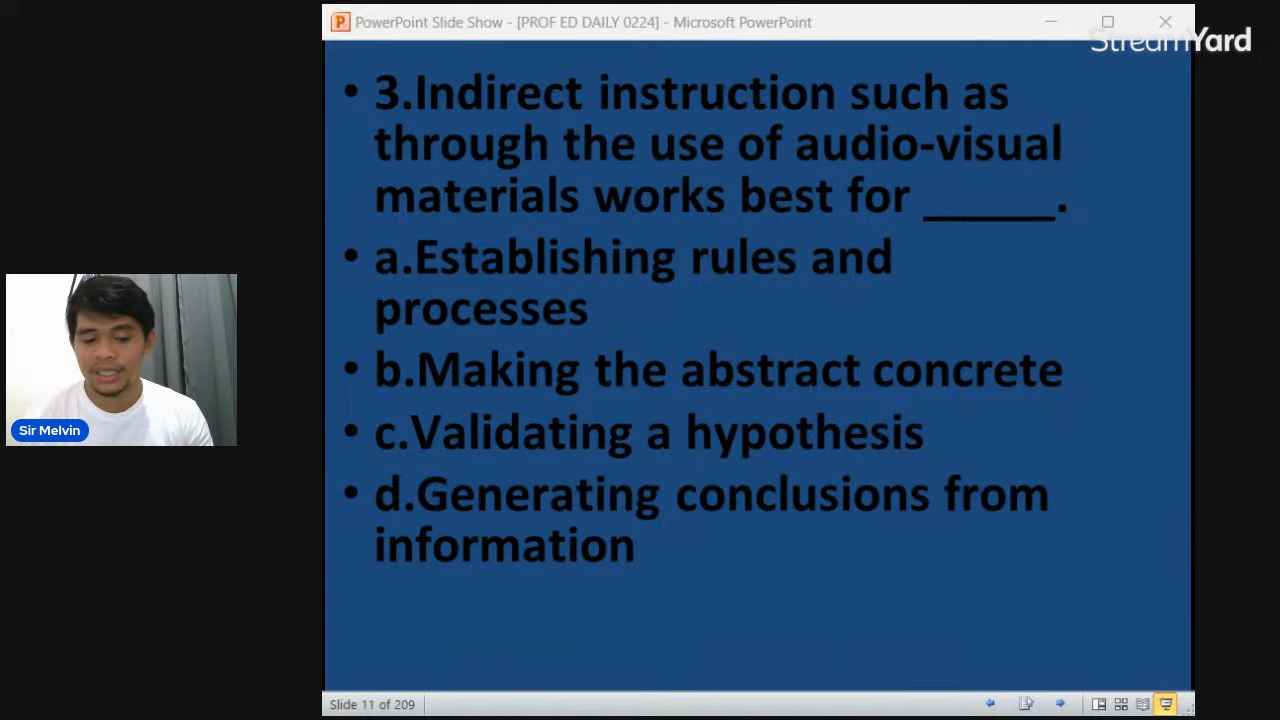 PowerPoint Slide Show - [PROF ED DAILY 0224] - Microsoft PowerPoint
StreamYard
• 3.Indirect instruction such as
through the use of audio-visual
materials works best for _____.
• a.Establishing rules and
processes
• b.Making the abstract concrete
• c.Validating a hypothesis
• d.Generating conclusions from
information
Sir Melvin
Slide 11 of 209